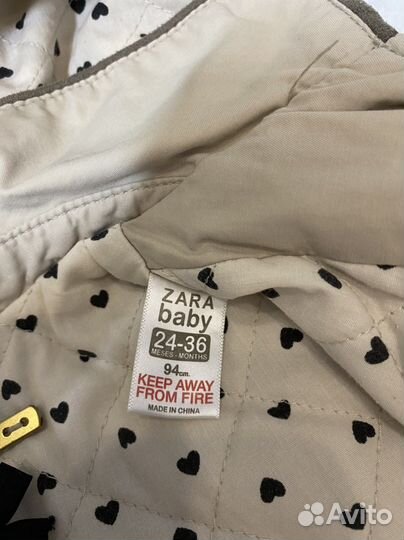 ZARA
baby
24-36
MESES - MONTHS
94cm.
KEEP AWAY
FROM FIRE
MADE IN CHINA
Avito